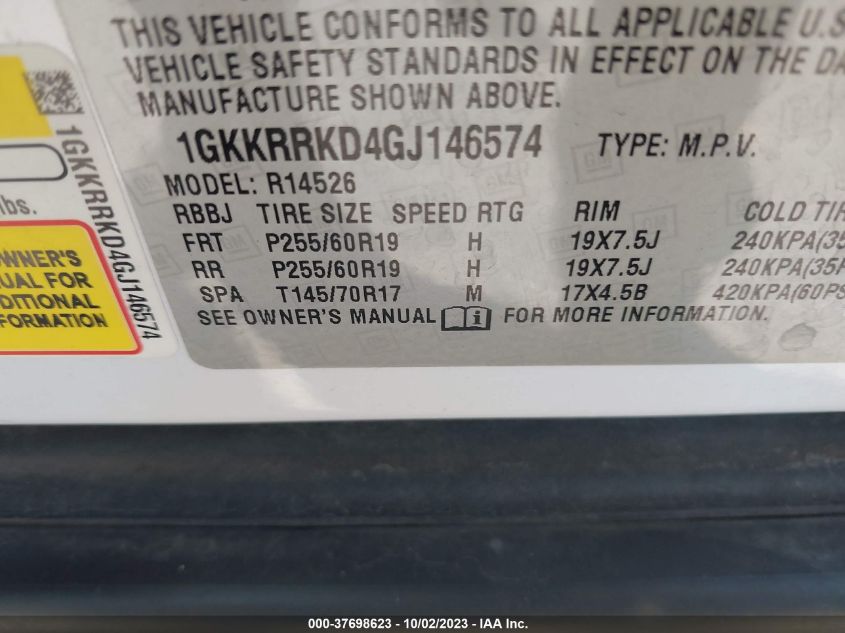 THIS VEHICLE CONFORMS TO ALL APPLICABLE U.S
VEHICLE SAFETY STANDARDS IN EFFECT ON THE DA
MANUFACTURE SHOWN ABOVE.
1GKKRRKD4GJ146574 TYPE: M.P.V.
MODEL: R14526
RBBJ TIRE SIZE SPEED RTG RIM COLD TIR
FRT P255/60R19 H 19X7.5J 240KPA(35
RR P255/60R19 H 19X7.5J 240KPA(35P
SPA T145/70R17 M 17X4.5B 420KPA(60PS
SEE OWNER'S MANUAL i FOR MORE INFORMATION.
1GKKRRKD4GJ146574
lbs.
OWNER'S
UAL FOR
DITIONAL
FORMATION
000-37698623 - 10/02/2023 - IAA Inc.